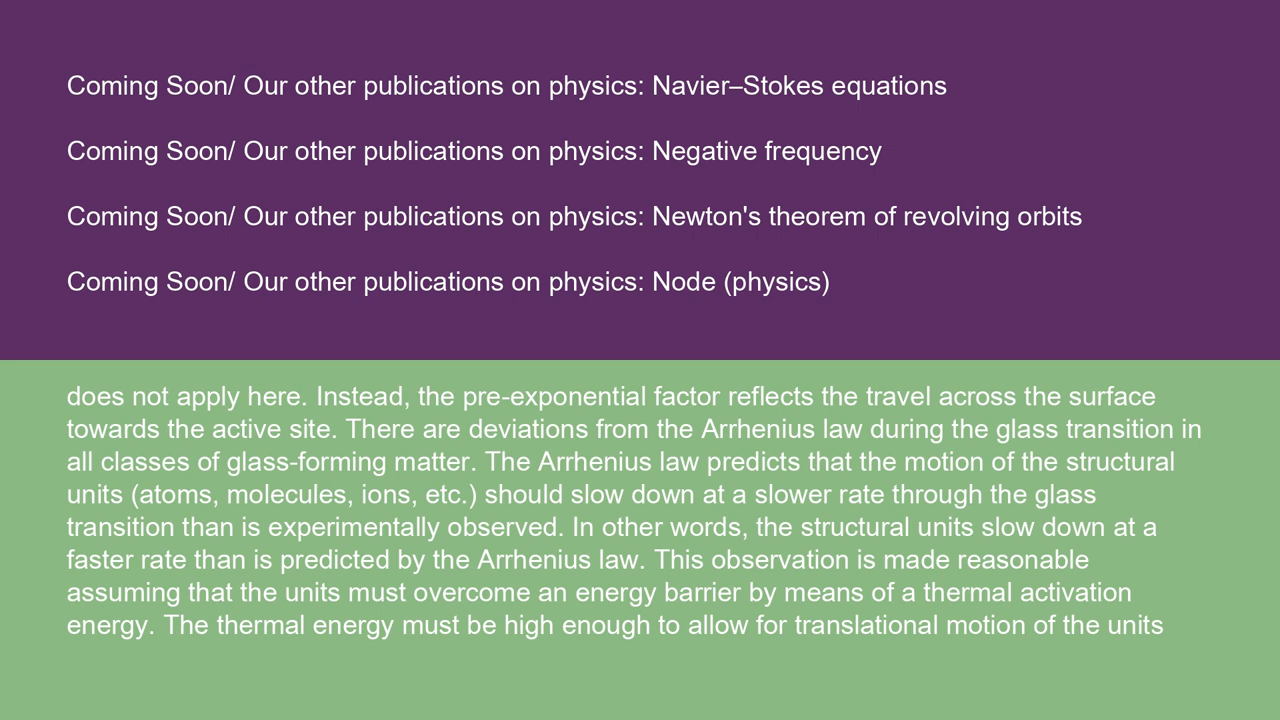 Coming Soon/ Our other publications on physics: Navier–Stokes equations
Coming Soon/ Our other publications on physics: Negative frequency
Coming Soon/ Our other publications on physics: Newton's theorem of revolving orbits
Coming Soon/ Our other publications on physics: Node (physics)
does not apply here. Instead, the pre-exponential factor reflects the travel across the surface
towards the active site. There are deviations from the Arrhenius law during the glass transition in
all classes of glass-forming matter. The Arrhenius law predicts that the motion of the structural
units (atoms, molecules, ions, etc.) should slow down at a slower rate through the glass
transition than is experimentally observed. In other words, the structural units slow down at a
faster rate than is predicted by the Arrhenius law. This observation is made reasonable
assuming that the units must overcome an energy barrier by means of a thermal activation
energy. The thermal energy must be high enough to allow for translational motion of the units